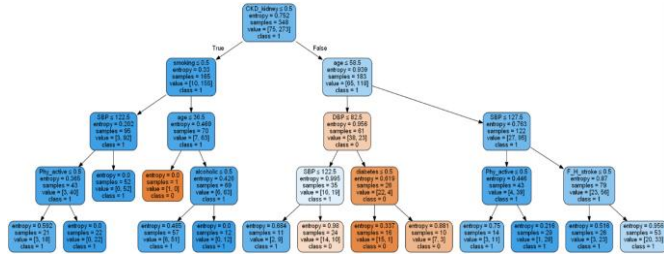 CKD_kidney ≤ 0.5
entropy = 0.752
samples = 348
value = [75, 273]
class = 1
True
False
smoking ≤ 0.5
entropy = 0.33
samples = 165
value = [10, 155]
class = 1
age ≤ 58.5
entropy = 0.939
samples = 183
value = [65, 118]
class = 1
SBP ≤ 122.5
samples = 95
value = [3, 92]
class = 1
age ≤ 36.5
entropy = 0.469
samples = 70
value = [7, 63]
class = 1
DBP ≤ 82.5
entropy = 0.956
samples = 61
value = [38, 23]
class = 0
SBP ≤ 127.5
entropy = 0.763
samples = 122
value = [27, 95]
class = 1
Phy_active ≤ 0.5
entropy = 0.365
samples = 43
value = [3, 40]
class = 1
entropy = 0.0
samples = 52
value = [0, 52]
class = 1
entropy = 0.0
samples = 1
value = [1, 0]
class = 0
alcoholic ≤ 0.5
entropy = 0.426
samples = 69
value = [6, 63]
class = 1
SBP ≤ 122.5
entropy = 0.995
samples = 35
value = [16, 19]
class = 1
diabetes ≤ 0.5
entropy = 0.619
samples = 26
value = [22, 4]
class = 0
Phy_active ≤ 0.5
entropy = 0.446
samples = 43
value = [4, 39]
class = 1
F_H_stroke ≤ 0.5
entropy = 0.87
samples = 79
value = [23, 56]
class = 1
entropy = 0.592
samples = 21
value = [3, 18]
class = 1
entropy = 0.0
samples = 22
value = [0, 22]
class = 1
entropy = 0.485
samples = 57
value = [6, 51]
class = 1
entropy = 0.0
samples = 12
value = [0, 12]
class = 1
entropy = 0.684
samples = 11
value = [2, 9]
class = 1
entropy = 0.98
samples = 24
value = [14, 10]
class = 0
entropy = 0.337
samples = 16
value = [15, 1]
class = 0
entropy = 0.881
samples = 10
value = [7, 3]
class = 0
entropy = 0.75
samples = 14
value = [3, 11]
class = 1
entropy = 0.216
samples = 29
value = [1, 28]
class = 1
entropy = 0.516
samples = 26
value = [3, 23]
class = 1
entropy = 0.956
samples = 53
value = [20, 33]
class = 1